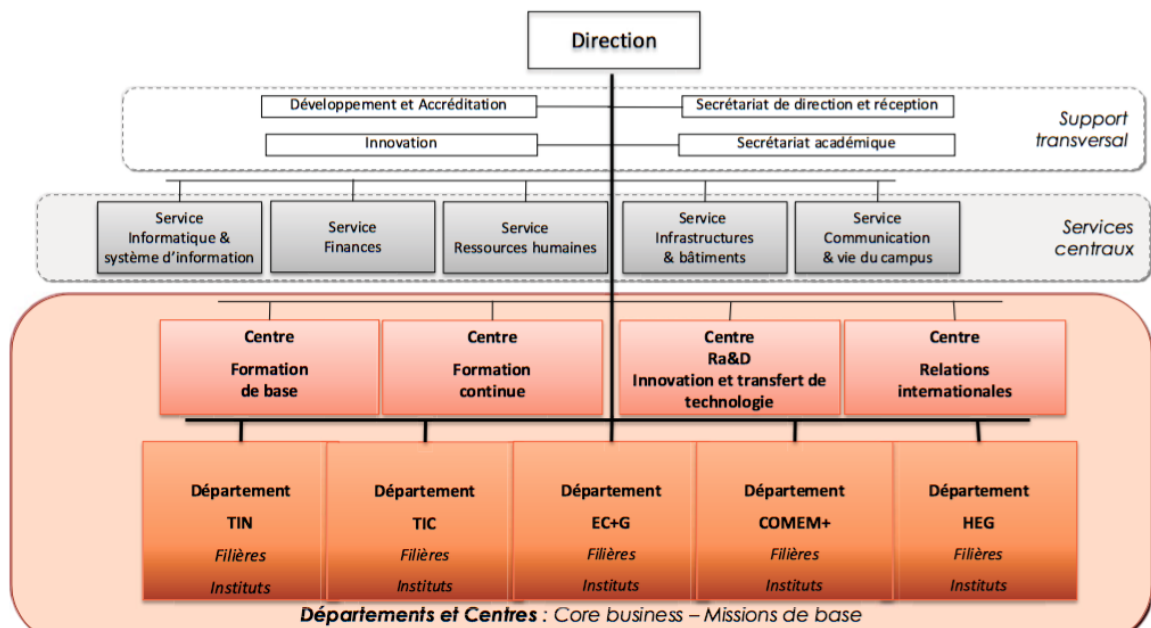 Direction
Développement et Accréditation
Secrétariat de direction et réception
Innovation
Secrétariat académique
Support
transversal
Service
Informatique &
système d'information
Service
Finances
Service
Ressources humaines
Service
Infrastructures
& bâtiments
Service
Communication
& vie du campus
Services
centraux
Centre
Formation
de base
Centre
Formation
continue
Centre
Ra&D
Innovation et transfert de
technologie
Centre
Relations
internationales
Département
TIN
Filières
Instituts
Département
TIC
Filières
Instituts
Département
EC+G
Filières
Instituts
Département
COMEM+
Filières
Instituts
Département
HEG
Filières
Instituts
Départements et Centres : Core business – Missions de base